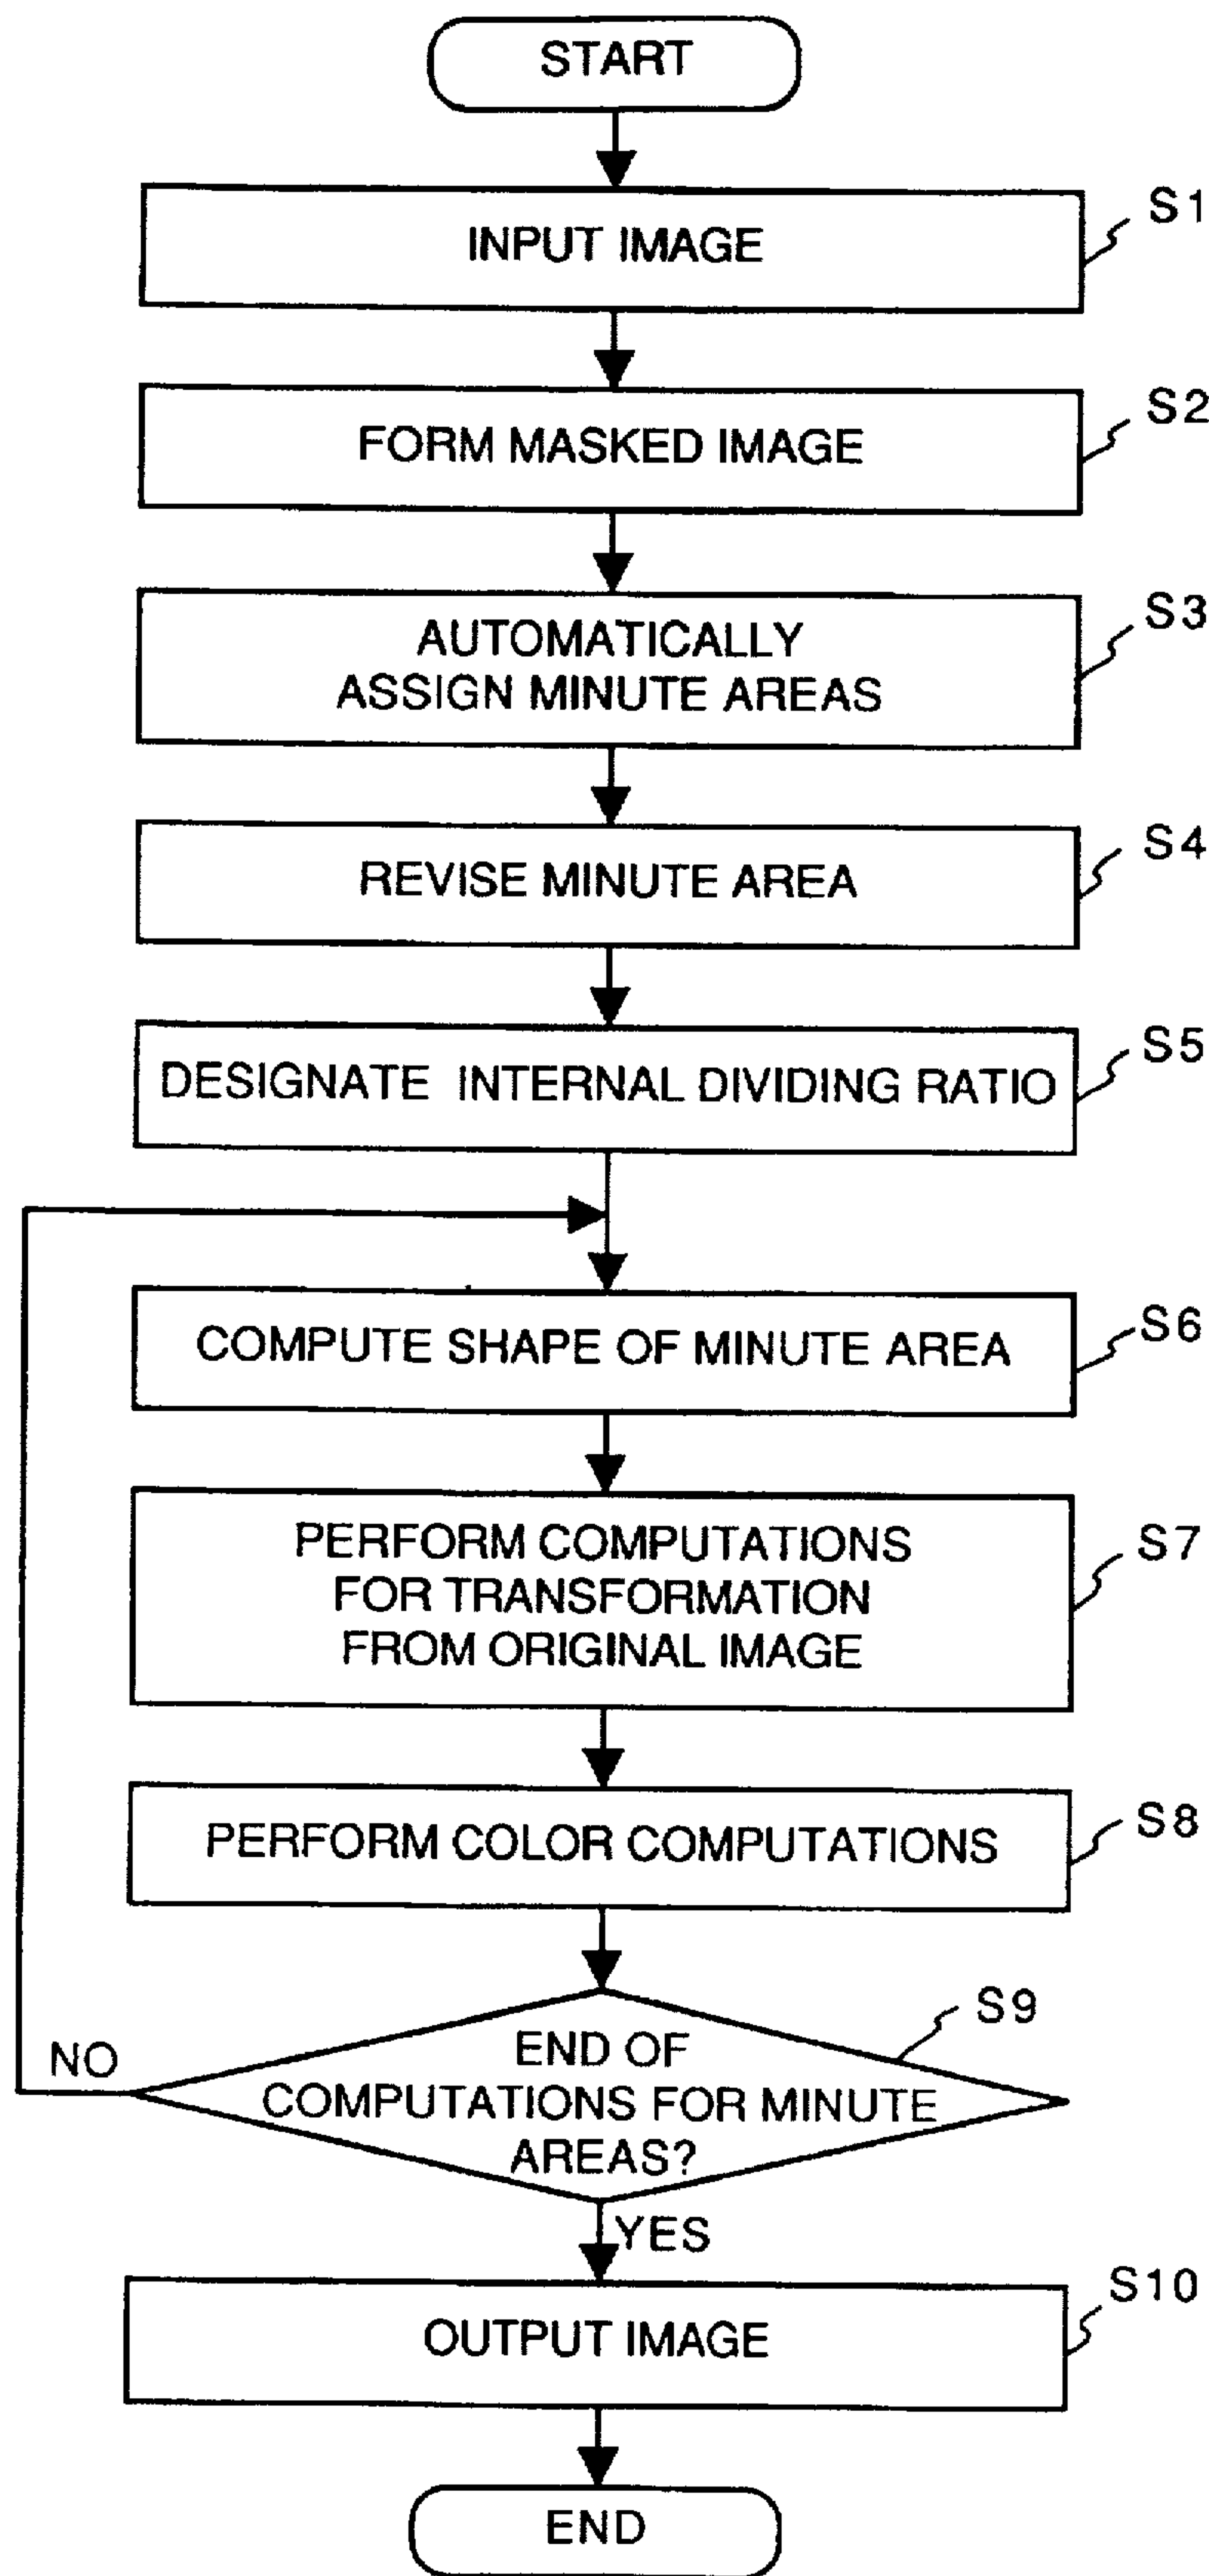 START
INPUT IMAGE
S1
FORM MASKED IMAGE
S2
AUTOMATICALLY
ASSIGN MINUTE AREAS
S3
REVISE MINUTE AREA
S4
DESIGNATE INTERNAL DIVIDING RATIO
S5
COMPUTE SHAPE OF MINUTE AREA
S6
PERFORM COMPUTATIONS
FOR TRANSFORMATION
FROM ORIGINAL IMAGE
S7
PERFORM COLOR COMPUTATIONS
S8
END OF
COMPUTATIONS FOR MINUTE
AREAS?
S9
NO
YES
OUTPUT IMAGE
S10
END